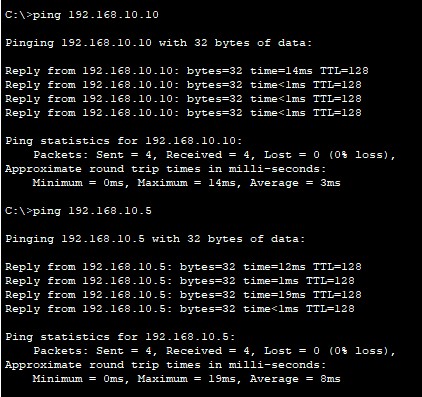 C:\>ping 192.168.10.10
Pinging 192.168.10.10 with 32 bytes of data:
Reply from 192.168.10.10: bytes=32 time=14ms TTL=128
Reply from 192.168.10.10: bytes=32 time<1ms TTL=128
Reply from 192.168.10.10: bytes=32 time<1ms TTL=128
Reply from 192.168.10.10: bytes=32 time<1ms TTL=128
Ping statistics for 192.168.10.10:
    Packets: Sent = 4, Received = 4, Lost = 0 (0% loss),
Approximate round trip times in milli-seconds:
    Minimum = 0ms, Maximum = 14ms, Average = 3ms
C:\>ping 192.168.10.5
Pinging 192.168.10.5 with 32 bytes of data:
Reply from 192.168.10.5: bytes=32 time=12ms TTL=128
Reply from 192.168.10.5: bytes=32 time=1ms TTL=128
Reply from 192.168.10.5: bytes=32 time=19ms TTL=128
Reply from 192.168.10.5: bytes=32 time<1ms TTL=128
Ping statistics for 192.168.10.5:
    Packets: Sent = 4, Received = 4, Lost = 0 (0% loss),
Approximate round trip times in milli-seconds:
    Minimum = 0ms, Maximum = 19ms, Average = 8ms